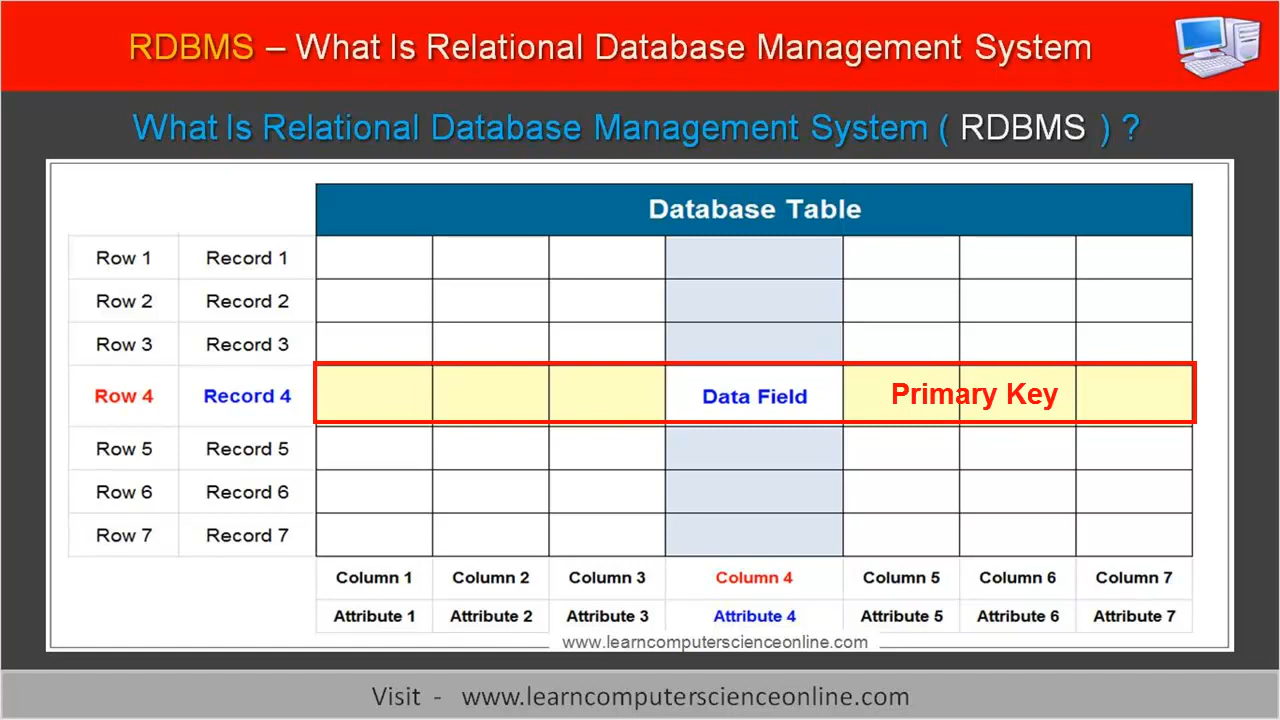 RDBMS – What Is Relational Database Management System
What Is Relational Database Management System ( RDBMS ) ?
Database Table
Row 1 Record 1
Row 2 Record 2
Row 3 Record 3
Row 4 Record 4 Data Field Primary Key
Row 5 Record 5
Row 6 Record 6
Row 7 Record 7
Column 1 Column 2 Column 3 Column 4 Column 5 Column 6 Column 7
Attribute 1 Attribute 2 Attribute 3 Attribute 4 Attribute 5 Attribute 6 Attribute 7
www.learncomputerscienceonline.com
Visit - www.learncomputerscienceonline.com